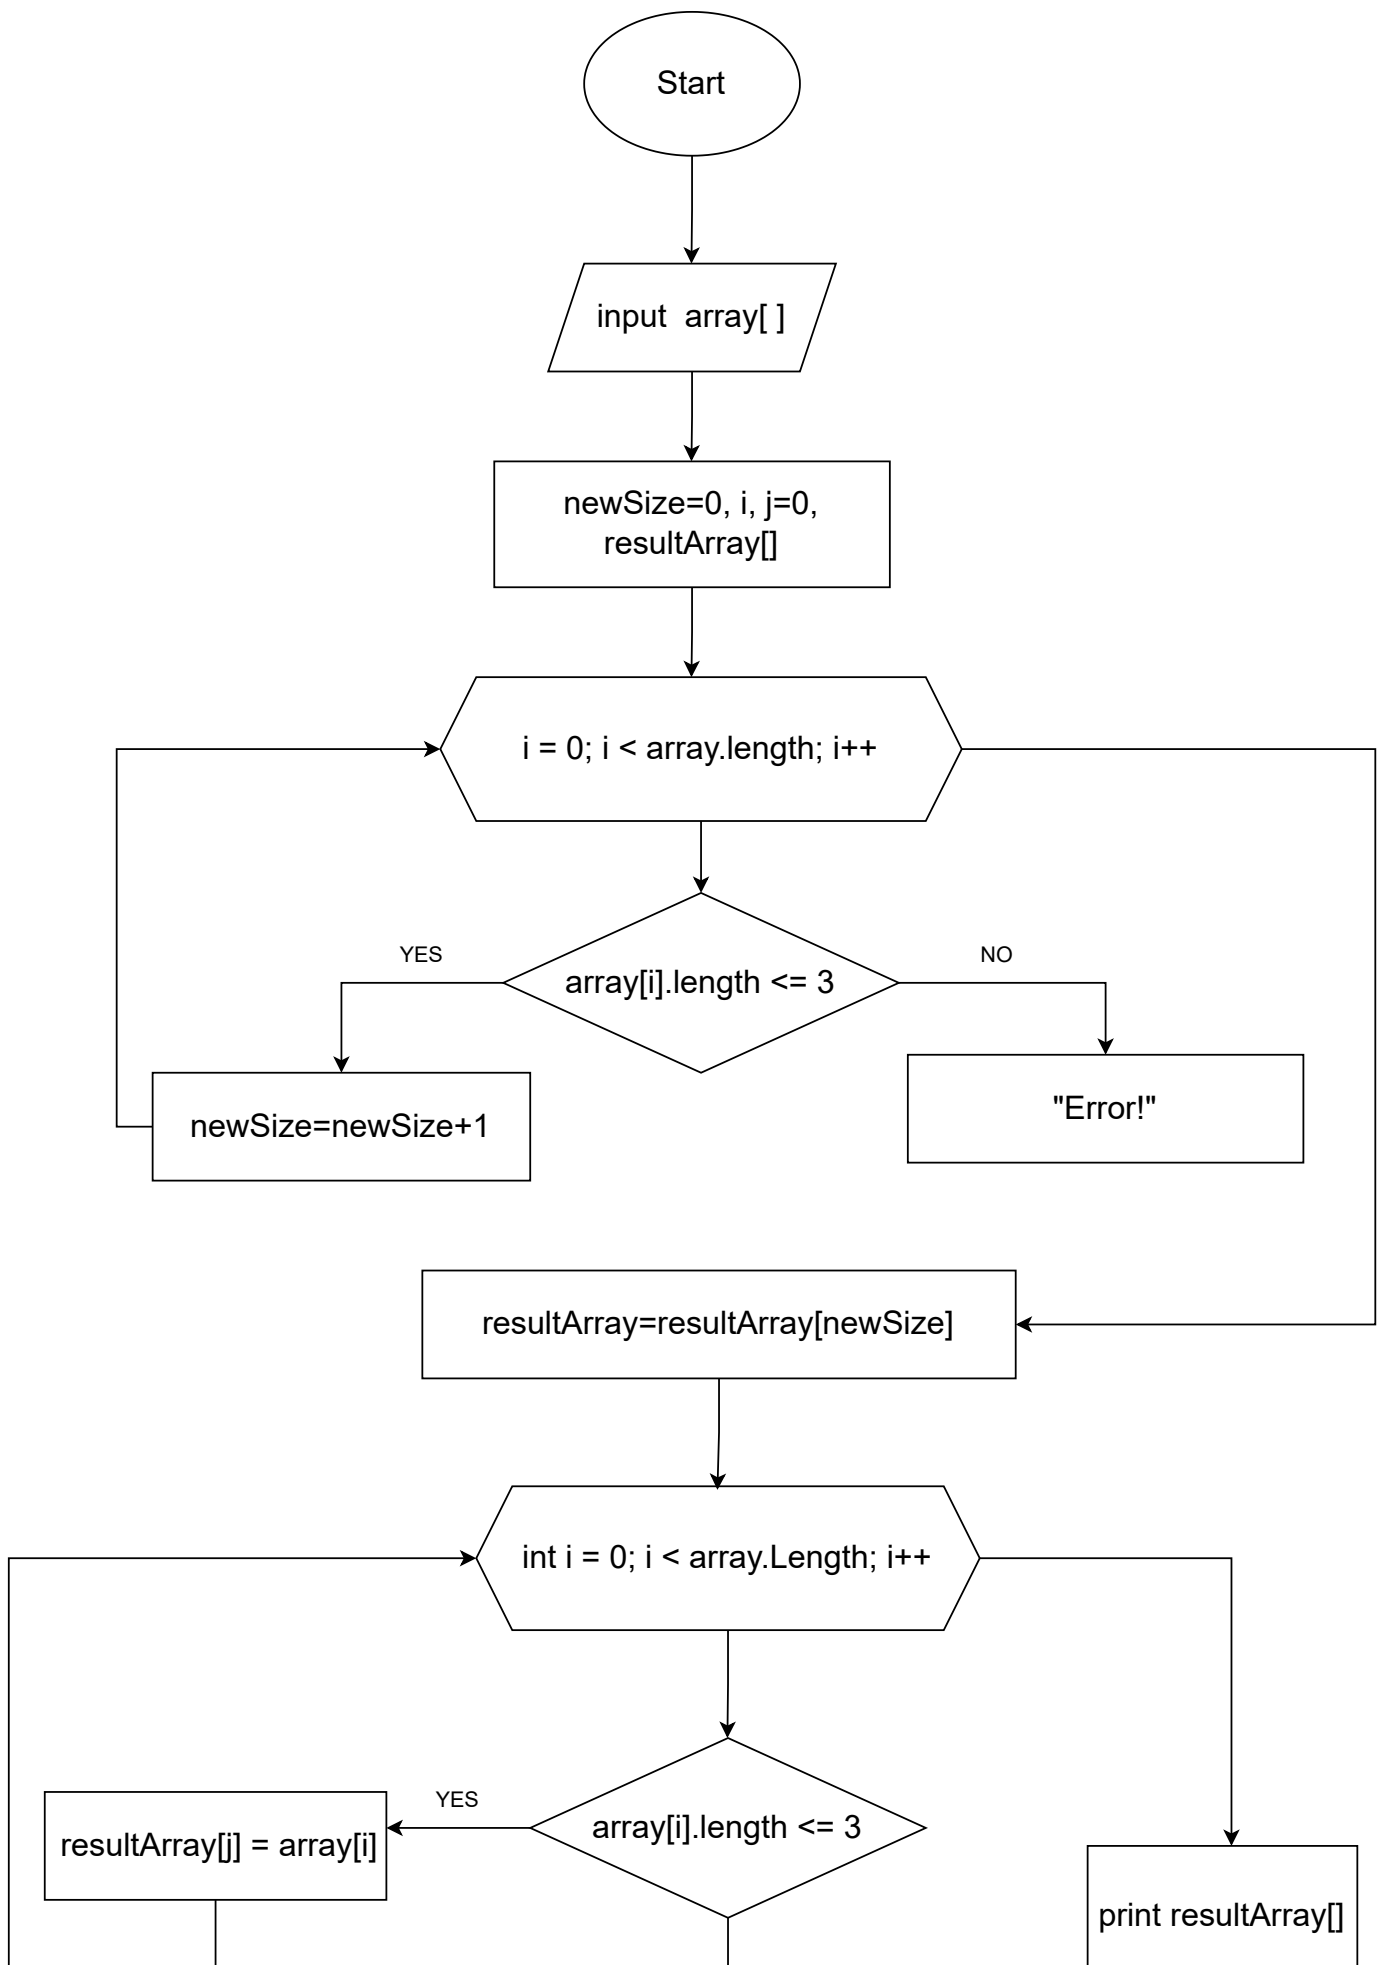 Start
input  array[ ]
newSize=0, i, j=0,
resultArray[]
i = 0; i < array.length; i++
YES
NO
array[i].length <= 3
newSize=newSize+1
"Error!"
resultArray=resultArray[newSize]
int i = 0; i < array.Length; i++
YES
array[i].length <= 3
resultArray[j] = array[i]
print resultArray[]